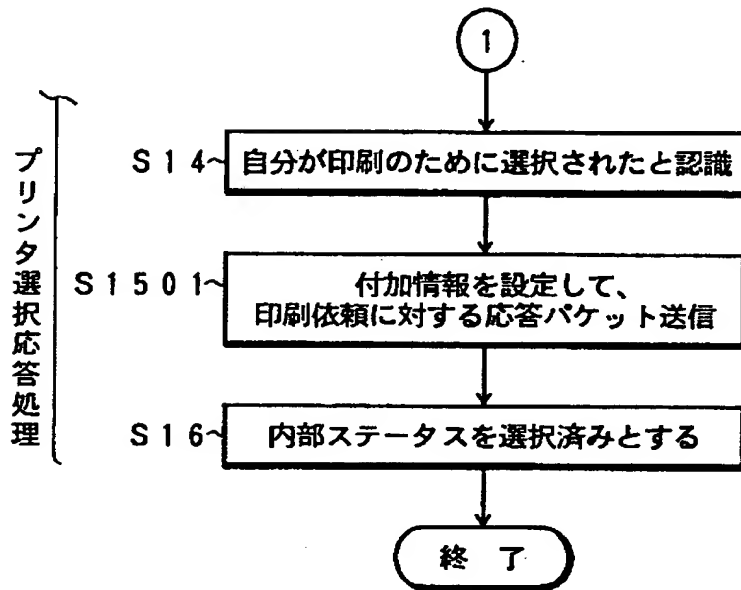 1
プリンタ選択応答処理
S14~
自分が印刷のために選択されたと認識
S1501~
付加情報を設定して、
印刷依頼に対する応答パケット送信
S16~
内部ステータスを選択済みとする
終了